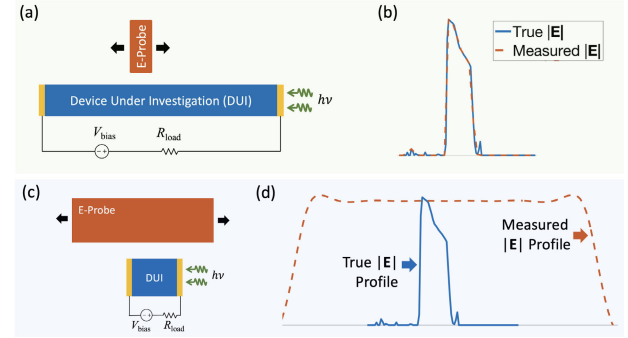 (a)
E-Probe
Device Under Investigation (DUI)
hν
V_bias
R_load
(b)
True |E|
Measured |E|
(c)
E-Probe
DUI
hν
V_bias
R_load
(d)
True |E|
Profile
Measured
|E| Profile